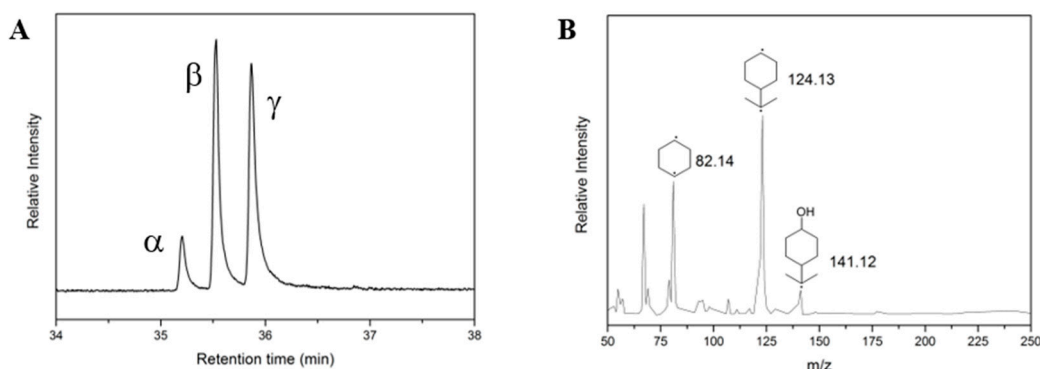 A
Relative Intensity
α
β
γ
34
35
36
37
38
Retention time (min)
B
Relative Intensity
82.14
124.13
OH
141.12
50
75
100
125
150
175
200
225
250
m/z